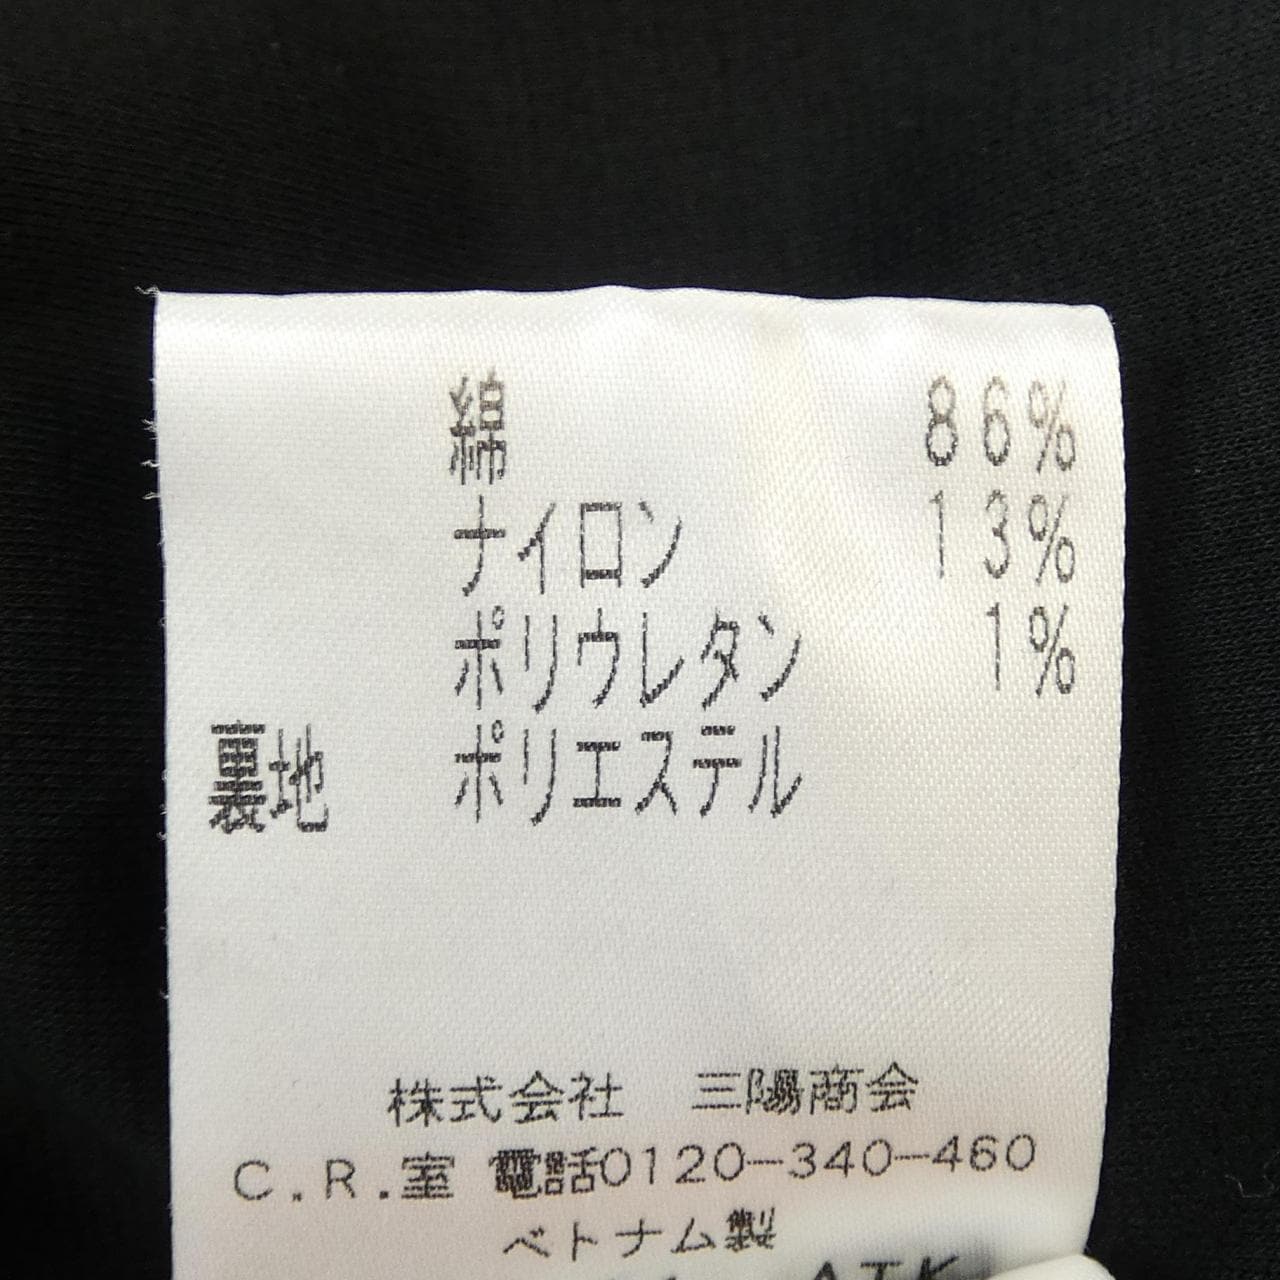 綿 86%
ナイロン 13%
ポリウレタン 1%
裏地 ポリエステル
株式会社 三陽商会
C.R.室 電話0120-340-460
ベトナム製